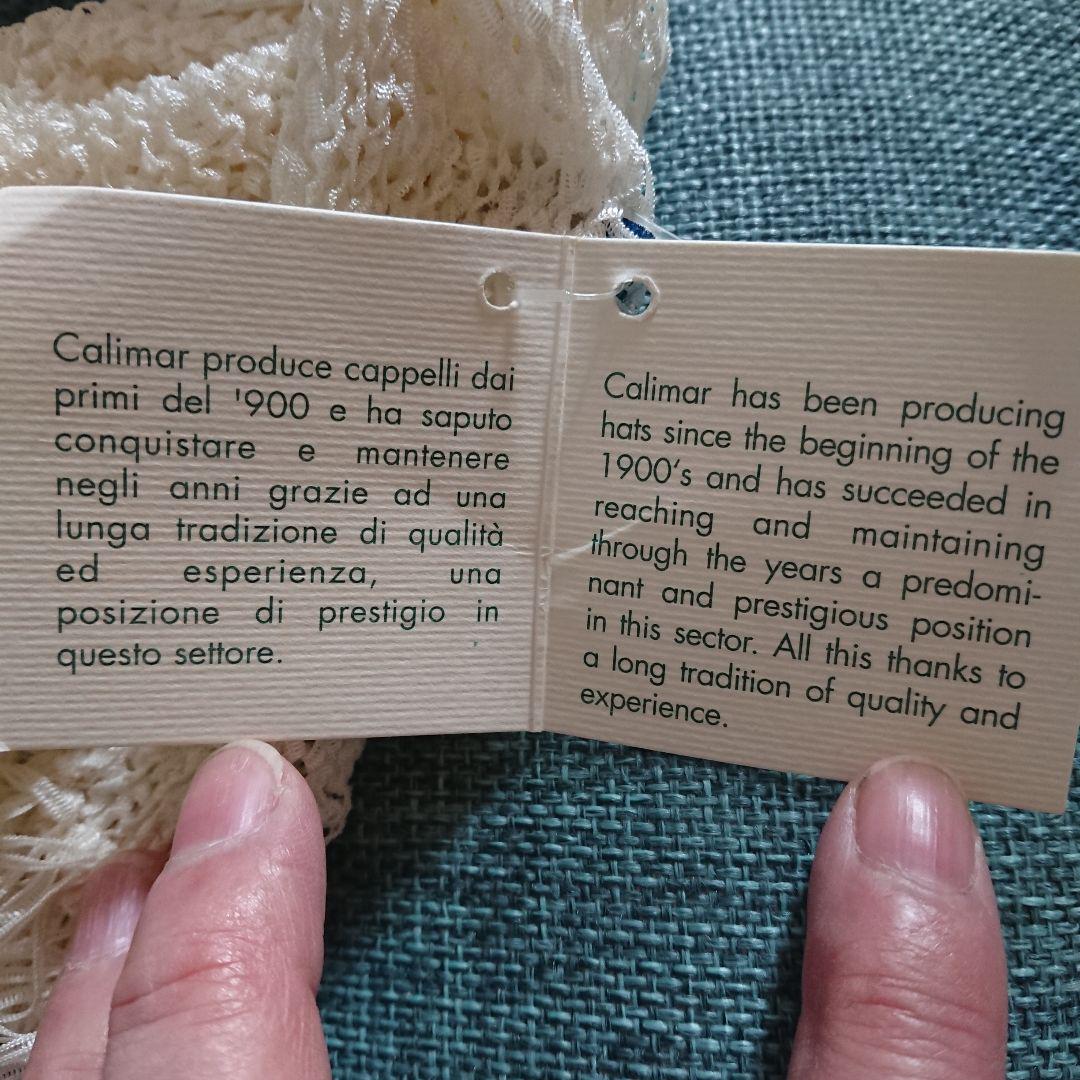 Calimar produce cappelli dai
primi del '900 e ha saputo
conquistare e mantenere
negli anni grazie ad una
lunga tradizione di qualità
ed esperienza, una
posizione di prestigio in
questo settore.
Calimar has been producing
hats since the beginning of the
1900's and has succeeded in
reaching and maintaining
through the years a predomi-
nant and prestigious position
in this sector. All this thanks to
a long tradition of quality and
experience.